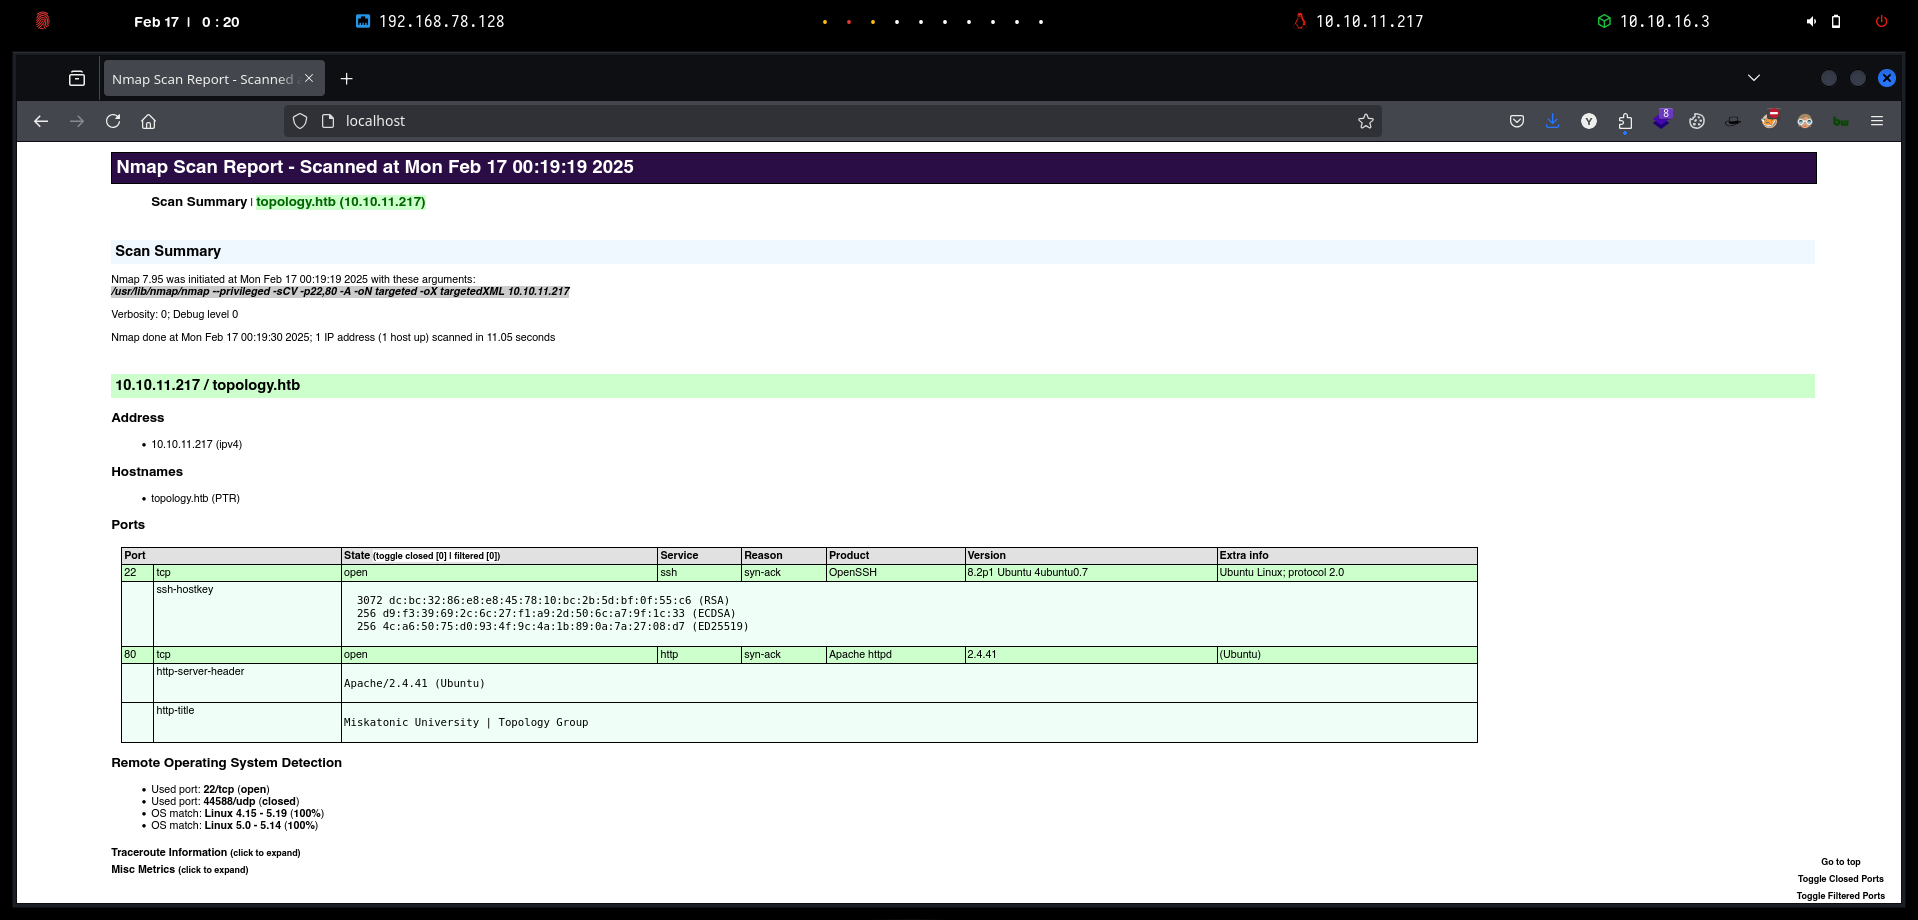 Feb 17 | 0 : 20 192.168.78.128 10.10.11.217 10.10.16.3
Nmap Scan Report - Scanned
localhost
Y
8
bw
Nmap Scan Report - Scanned at Mon Feb 17 00:19:19 2025
Scan Summary | topology.htb (10.10.11.217)
Scan Summary
Nmap 7.95 was initiated at Mon Feb 17 00:19:19 2025 with these arguments:
/usr/lib/nmap/nmap --privileged -sCV -p22,80 -A -oN targeted -oX targetedXML 10.10.11.217
Verbosity: 0; Debug level 0
Nmap done at Mon Feb 17 00:19:30 2025; 1 IP address (1 host up) scanned in 11.05 seconds
10.10.11.217 / topology.htb
Address
• 10.10.11.217 (ipv4)
Hostnames
• topology.htb (PTR)
Ports
Port State (toggle closed [0] | filtered [0]) Service Reason Product Version Extra info
22 tcp open ssh syn-ack OpenSSH 8.2p1 Ubuntu 4ubuntu0.7 Ubuntu Linux; protocol 2.0
ssh-hostkey
3072 dc:bc:32:86:e8:e8:45:78:10:bc:2b:5d:bf:0f:55:c6 (RSA)
256 d9:f3:39:69:2c:6c:27:f1:a9:2d:50:6c:a7:9f:1c:33 (ECDSA)
256 4c:a6:50:75:d0:93:4f:9c:4a:1b:89:0a:7a:27:08:d7 (ED25519)
80 tcp open http syn-ack Apache httpd 2.4.41 (Ubuntu)
http-server-header
Apache/2.4.41 (Ubuntu)
http-title
Miskatonic University | Topology Group
Remote Operating System Detection
• Used port: 22/tcp (open)
• Used port: 44588/udp (closed)
• OS match: Linux 4.15 - 5.19 (100%)
• OS match: Linux 5.0 - 5.14 (100%)
Traceroute Information (click to expand)
Misc Metrics (click to expand)
Go to top
Toggle Closed Ports
Toggle Filtered Ports